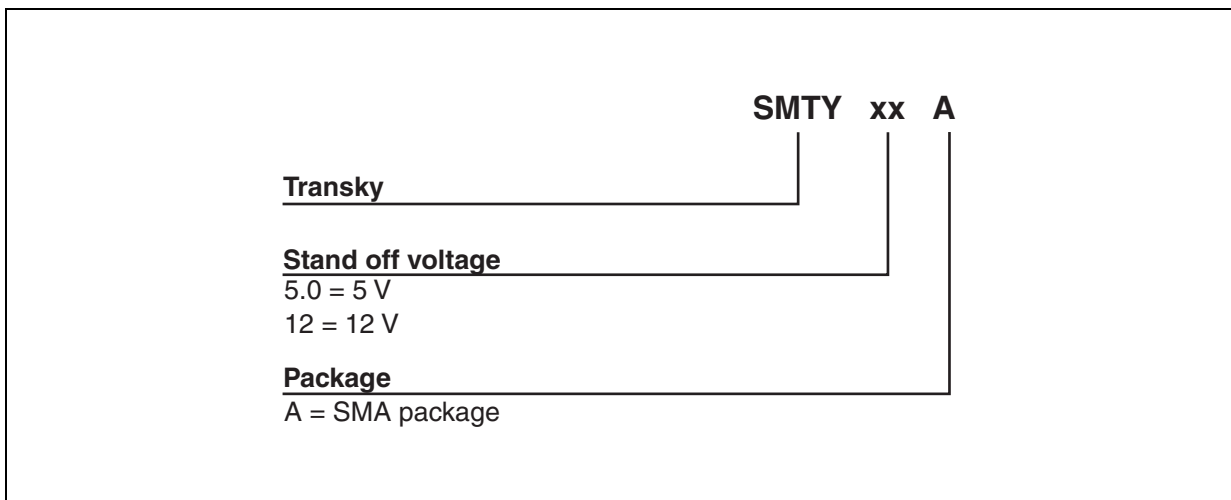 SMTY xx A
Transky
Stand off voltage
5.0 = 5 V
12 = 12 V
Package
A = SMA package